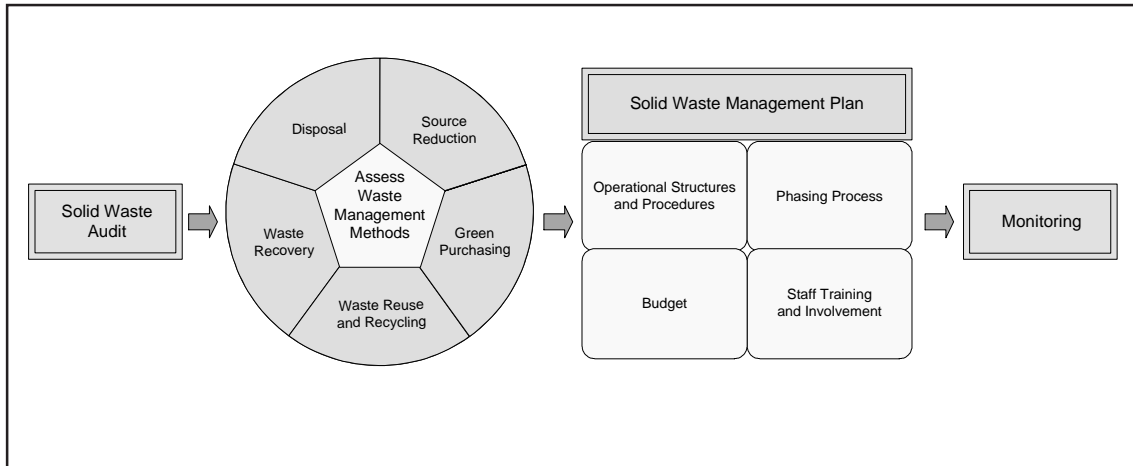 Solid Waste
Audit
Disposal
Source
Reduction
Assess
Waste
Management
Methods
Waste
Recovery
Green
Purchasing
Waste Reuse
and Recycling
Solid Waste Management Plan
Operational Structures
and Procedures
Phasing Process
Budget
Staff Training
and Involvement
Monitoring